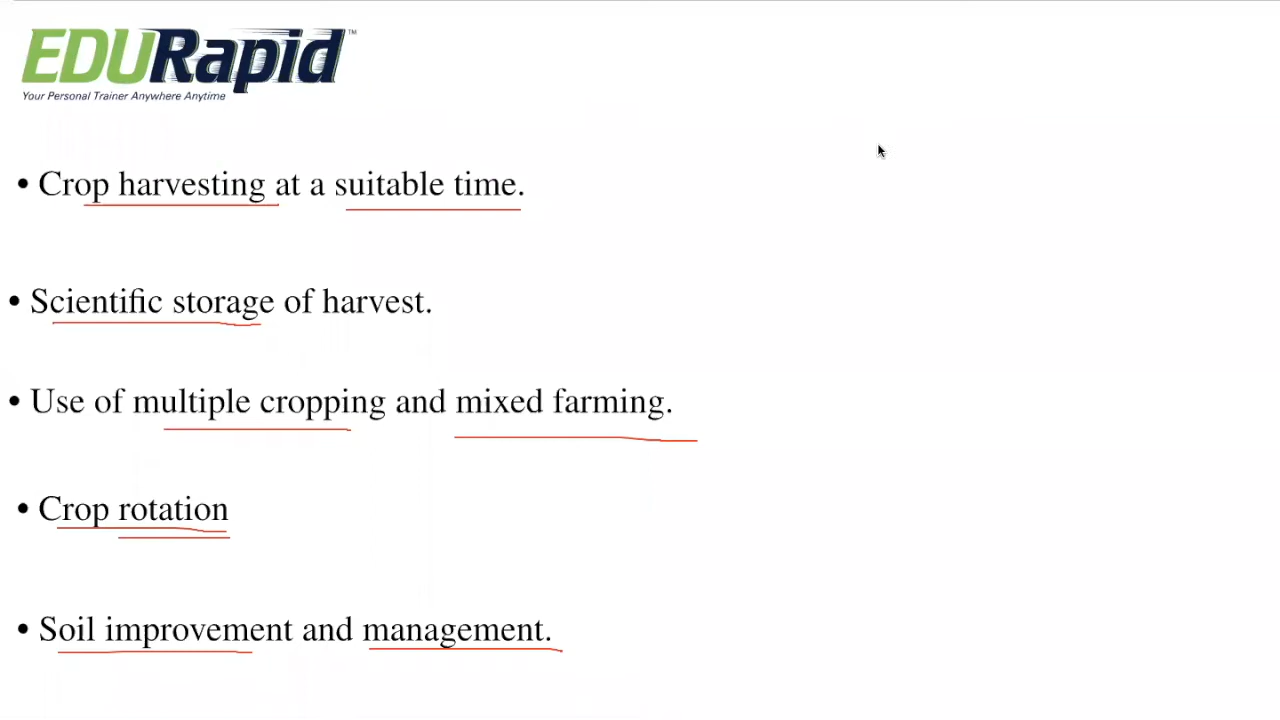 EDURapid™
Your Personal Trainer Anywhere Anytime
• Crop harvesting at a suitable time.
• Scientific storage of harvest.
• Use of multiple cropping and mixed farming.
• Crop rotation
• Soil improvement and management.